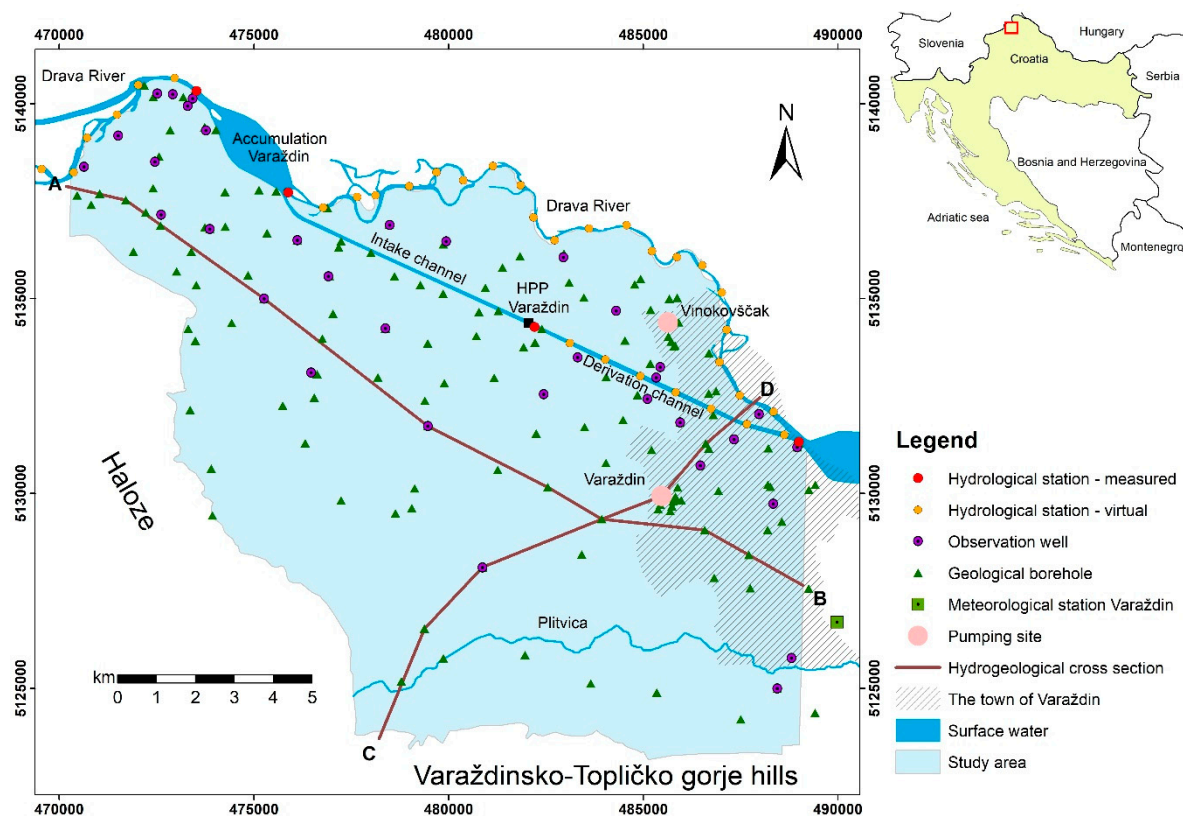 470000 475000 480000 485000 490000
Drava River
5140000
5140000
N
Accumulation
Varaždin
A
Drava River
Intake channel
5135000
5135000
HPP
Varaždin
Vinokovščak
Derivation channel
D
Haloze
Varaždin
5130000
5130000
B
Plitvica
km
0 1 2 3 4 5
5125000
5125000
C
Varaždinsko-Topličko gorje hills
470000 475000 480000 485000 490000
Slovenia
Hungary
Croatia
Serbia
Bosnia and Herzegovina
Adriatic sea
Montenegro
Legend
Hydrological station - measured
Hydrological station - virtual
Observation well
Geological borehole
Meteorological station Varaždin
Pumping site
Hydrogeological cross section
The town of Varaždin
Surface water
Study area